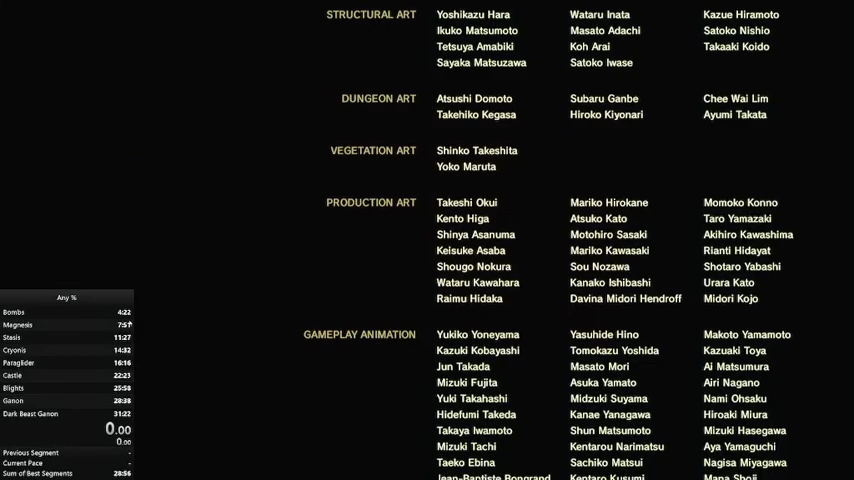 STRUCTURAL ART Yoshikazu Hara Wataru Inata Kazue Hiramoto
Ikuko Matsumoto Masato Adachi Satoko Nishio
Tetsuya Amabiki Koh Arai Takaaki Koido
Sayaka Matsuzawa Satoko Iwase
DUNGEON ART Atsushi Domoto Subaru Ganbe Chee Wai Lim
Takehiko Kegasa Hiroko Kiyonari Ayumi Takata
VEGETATION ART Shinko Takeshita
Yoko Maruta
PRODUCTION ART Takeshi Okui Mariko Hirokane Momoko Konno
Kento Higa Atsuko Kato Taro Yamazaki
Shinya Asanuma Motohiro Sasaki Akihiro Kawashima
Keisuke Asaba Mariko Kawasaki Rianti Hidayat
Shougo Nokura Sou Nozawa Shotaro Yabashi
Wataru Kawahara Kanako Ishibashi Urara Kato
Raimu Hidaka Davina Midori Hendroff Midori Kojo
GAMEPLAY ANIMATION Yukiko Yoneyama Yasuhide Hino Makoto Yamamoto
Kazuki Kobayashi Tomokazu Yoshida Kazuaki Toya
Jun Takada Masato Mori Ai Matsumura
Mizuki Fujita Asuka Yamato Airi Nagano
Yuki Takahashi Midzuki Suyama Nami Ohsaku
Hidefumi Takeda Kanae Yanagawa Hiroaki Miura
Takaya Iwamoto Shun Matsumoto Mizuki Hasegawa
Mizuki Tachi Kentarou Narimatsu Aya Yamaguchi
Taeko Ebina Sachiko Matsui Nagisa Miyagawa
Jean-Baptiste Bongrand Kentaro Kusumi Mana Shoji
Any %
Bombs 4:22
Magnesis 7:51
Stasis 11:27
Cryonis 14:32
Paraglider 16:16
Castle 22:23
Blights 25:58
Ganon 28:38
Dark Beast Ganon 31:22
0.00
0.00
Previous Segment -
Current Pace -
Sum of Best Segments 28:56